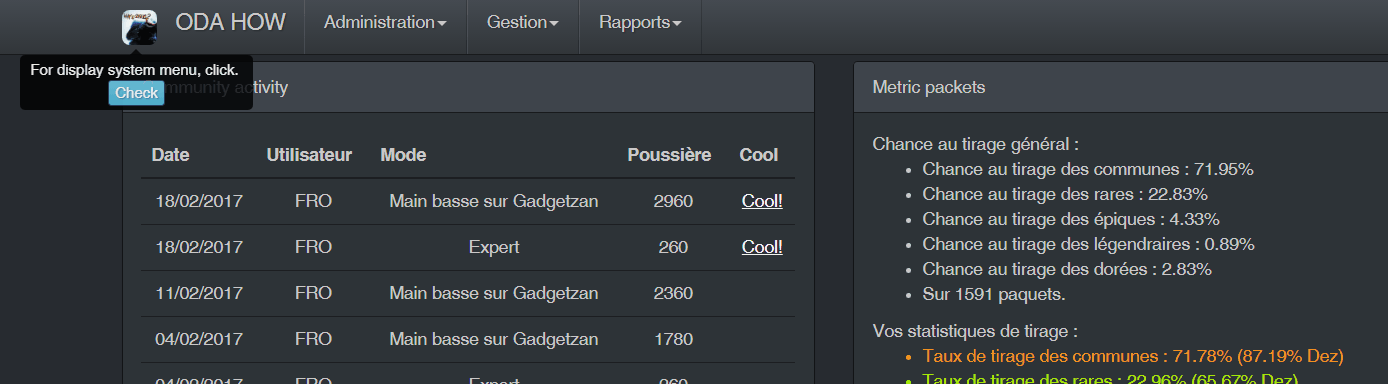 ODA HOW Administration Gestion Rapports
For display system menu, click.
Check
mmunity activity
Date Utilisateur Mode Poussière Cool
18/02/2017 FRO Main basse sur Gadgetzan 2960 Cool!
18/02/2017 FRO Expert 260 Cool!
11/02/2017 FRO Main basse sur Gadgetzan 2360
04/02/2017 FRO Main basse sur Gadgetzan 1780
04/02/2017 FRO Expert 260
Metric packets
Chance au tirage général :
• Chance au tirage des communes : 71.95%
• Chance au tirage des rares : 22.83%
• Chance au tirage des épiques : 4.33%
• Chance au tirage des légendraires : 0.89%
• Chance au tirage des dorées : 2.83%
• Sur 1591 paquets.
Vos statistiques de tirage :
• Taux de tirage des communes : 71.78% (87.19% Dez)
• Taux de tirage des rares : 22.96% (65.67% Dez)